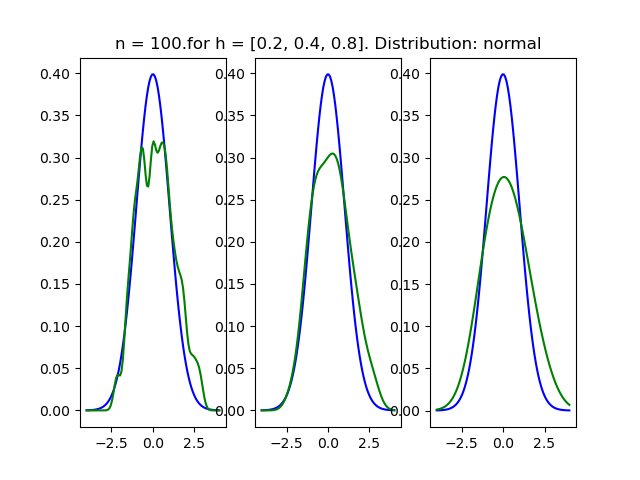 n = 100.for h = [0.2, 0.4, 0.8]. Distribution: normal
0.40 0.40 0.40
0.35 0.35 0.35
0.30 0.30 0.30
0.25 0.25 0.25
0.20 0.20 0.20
0.15 0.15 0.15
0.10 0.10 0.10
0.05 0.05 0.05
0.00 0.00 0.00
−2.5 0.0 2.5 −2.5 0.0 2.5 −2.5 0.0 2.5